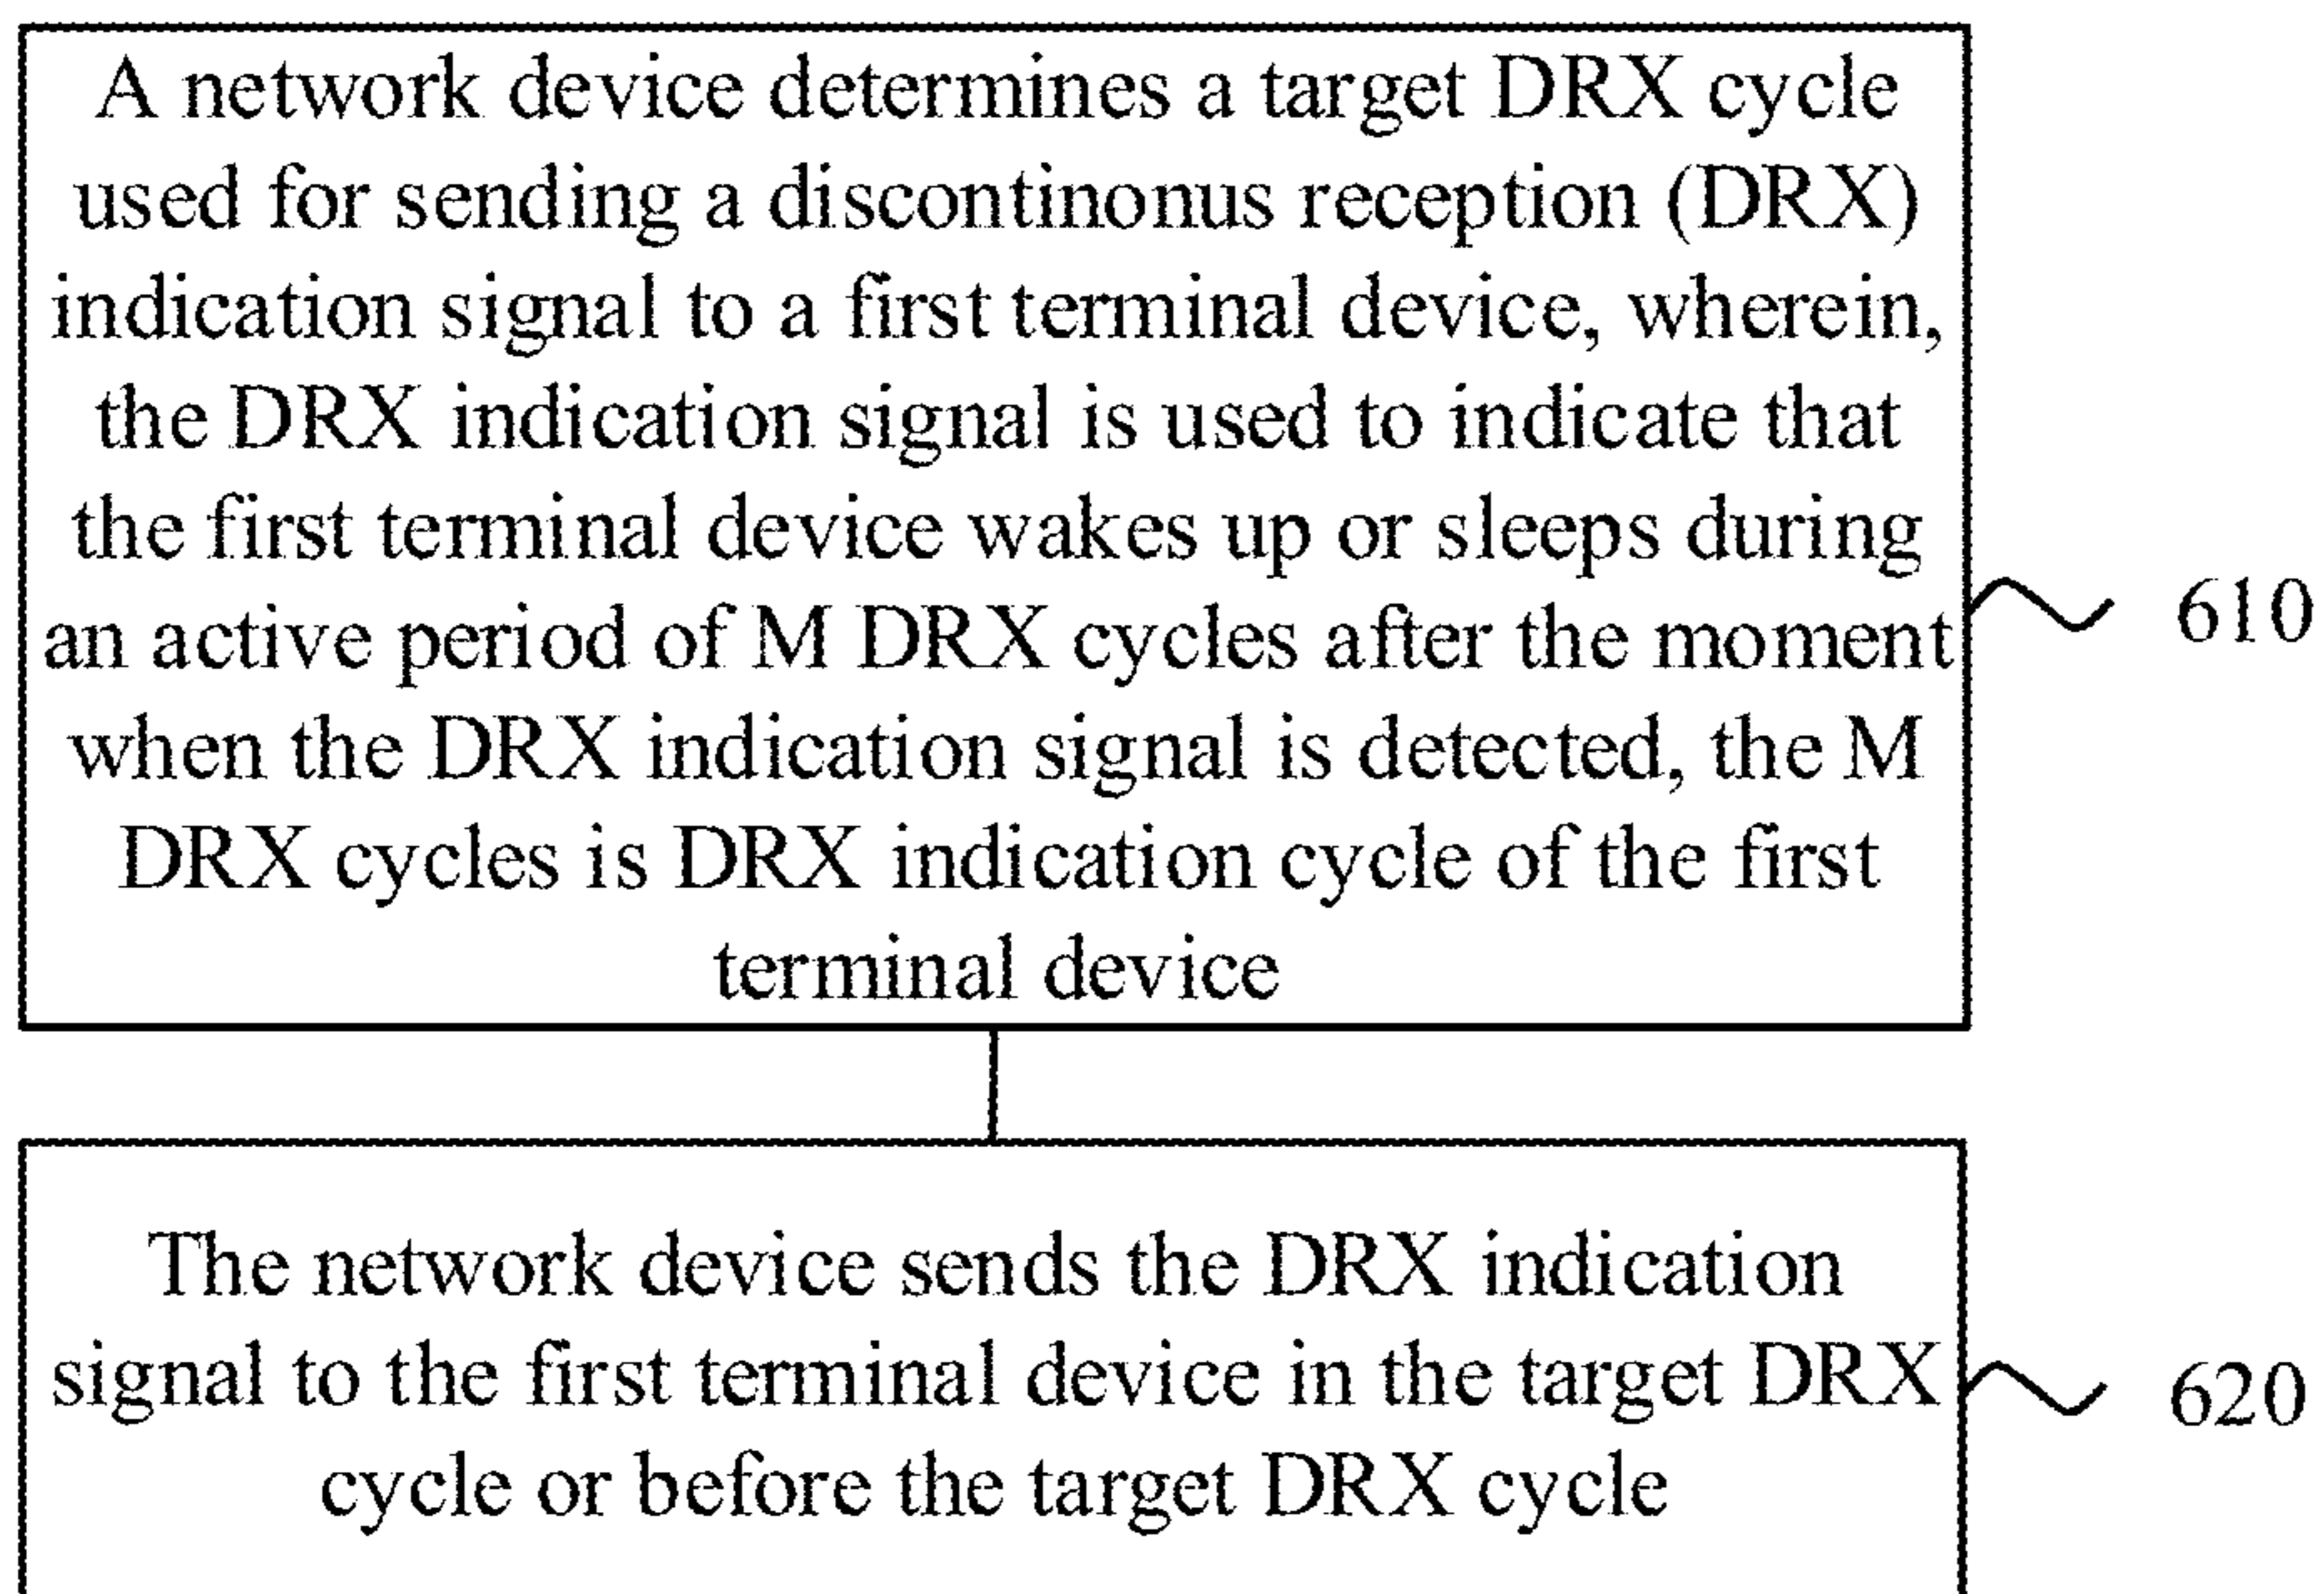 A network device determines a target DRX cycle
used for sending a discontinonus reception (DRX)
indication signal to a first terminal device, wherein,
the DRX indication signal is used to indicate that
the first terminal device wakes up or sleeps during
an active period of M DRX cycles after the moment
when the DRX indication signal is detected, the M
DRX cycles is DRX indication cycle of the first
terminal device
610
The network device sends the DRX indication
signal to the first terminal device in the target DRX
cycle or before the target DRX cycle
620